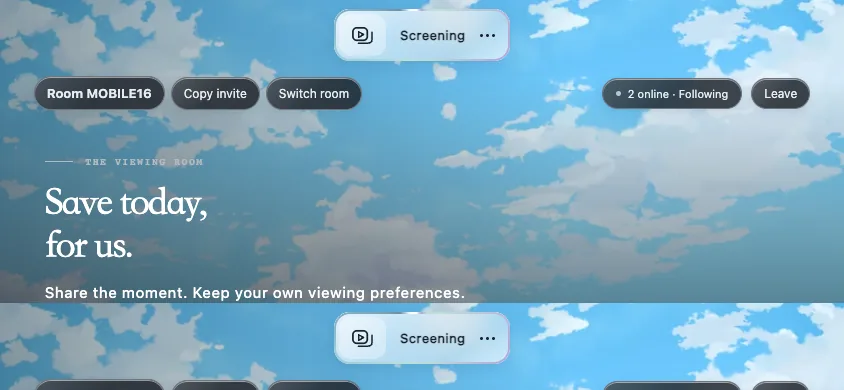 Screening
Room MOBILE16 Copy invite Switch room 2 online · Following Leave
THE VIEWING ROOM
Save today,
for us.
Share the moment. Keep your own viewing preferences.
Screening